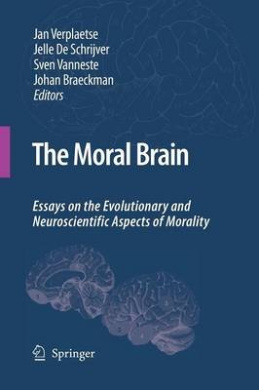 Jan Verplaetse
Jelle De Schrijver
Sven Vanneste
Johan Braeckman
Editors
The Moral Brain
Essays on the Evolutionary and
Neuroscientific Aspects of Morality
Springer